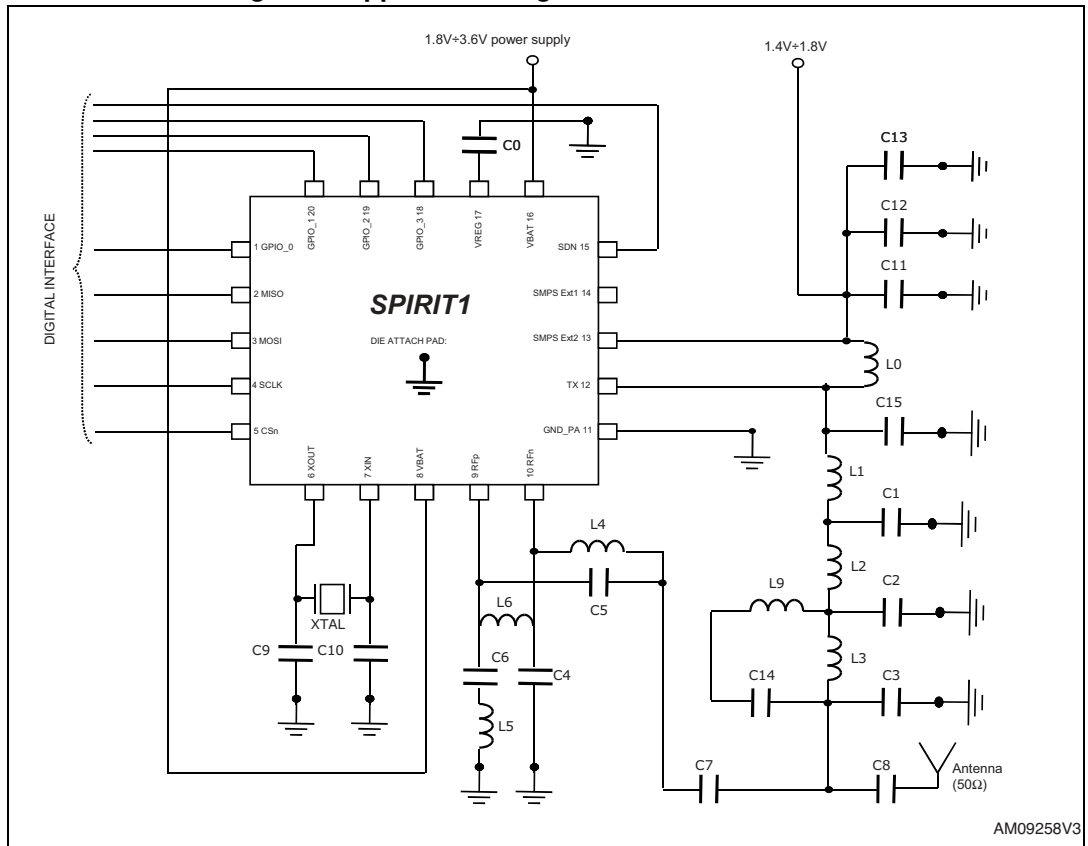 1.8V÷3.6V power supply
1.4V÷1.8V
C13
C0
C12
C11
DIGITAL INTERFACE
GPIO_1 20
GPIO_2 19
GPIO_3 18
VREG 17
VBAT 16
1 GPIO_0
SDN 15
2 MISO
SMPS Ext1 14
SPIRIT1
3 MOSI
DIE ATTACH PAD:
SMPS Ext2 13
L0
4 SCLK
TX 12
C15
5 CSn
GND_PA 11
6 XOUT
7 XIN
8 VBAT
9 RFp
10 RFn
L1
C1
L4
L2
L9
C2
C5
XTAL
L6
C9
C10
C6
C4
L3
C14
C3
L5
C7
C8
Antenna
(50Ω)
AM09258V3